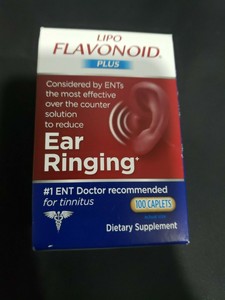 LIPO
FLAVONOID®
PLUS
Considered by ENTs
the most effective
over the counter
solution
to reduce
Ear
Ringing*
#1 ENT Doctor recommended
for tinnitus
100 CAPLETS
Dietary Supplement